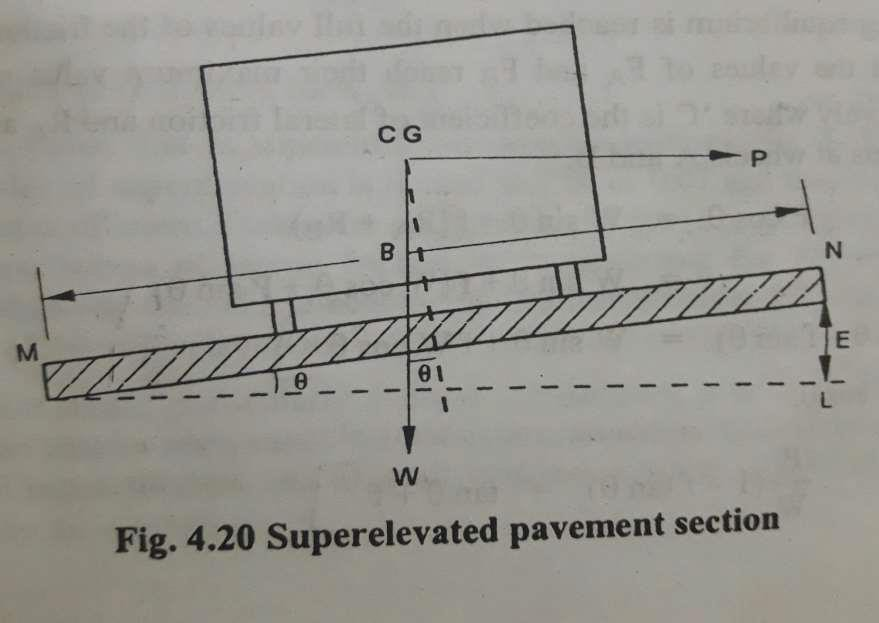 CG
P
B
N
M
θ
θ
E
L
W
Fig. 4.20 Superelevated pavement section